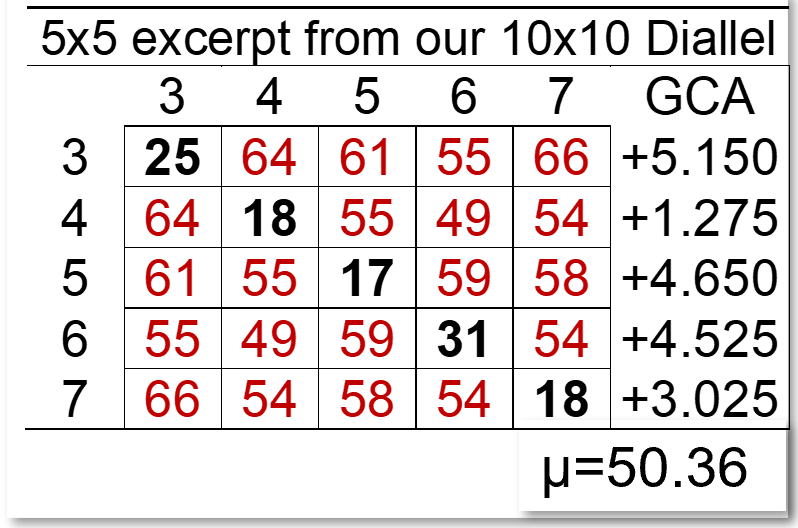 5x5 excerpt from our 10x10 Diallel
3 4 5 6 7 GCA
3 25 64 61 55 66 +5.150
4 64 18 55 49 54 +1.275
5 61 55 17 59 58 +4.650
6 55 49 59 31 54 +4.525
7 66 54 58 54 18 +3.025
μ=50.36